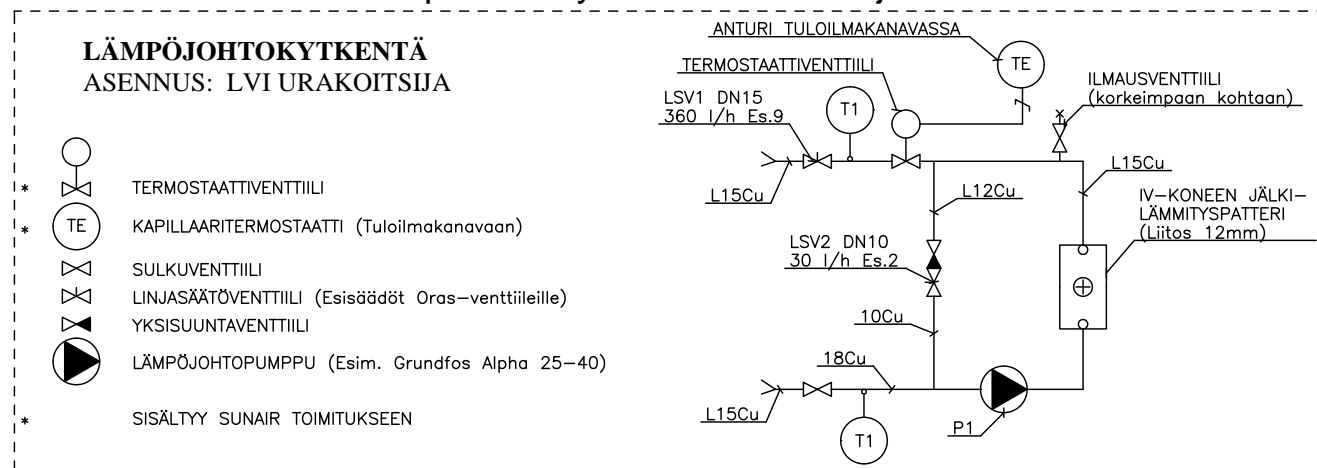 LÄMPÖJOHTOKYTKENTÄ
ASENNUS: LVI URAKOITSIJA
* TERMOSTAATTIVENTTIILI
* TE KAPILLAARITERMOSTAATTI (Tuloilmakanavaan)
SULKUVENTTIILI
LINJASÄÄTÖVENTTIILI (Esisäädöt Oras-venttiileille)
YKSISUUNTAVENTTIILI
LÄMPÖJOHTOPUMPPU (Esim. Grundfos Alpha 25-40)
* SISÄLTYY SUNAIR TOIMITUKSEEN
ANTURI TULOILMAKANAVASSA
TE
TERMOSTAATTIVENTTIILI
ILMAUSVENTTIILI
(korkeimpaan kohtaan)
LSV1 DN15
360 l/h Es.9
T1
L15Cu
L15Cu
L12Cu
IV-KONEEN JÄLKI-
LÄMMITYSPATTERI
(Liitos 12mm)
LSV2 DN10
30 l/h Es.2
10Cu
18Cu
L15Cu
T1
P1